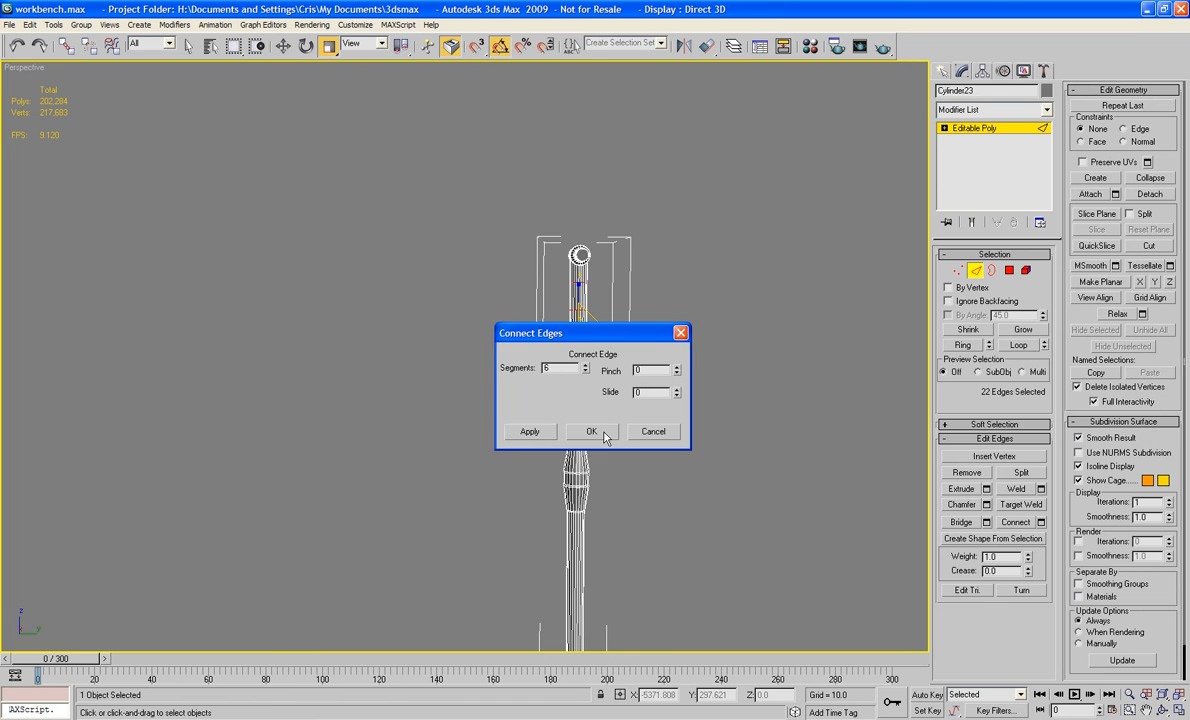 workbench.max - Project Folder: H:\Documents and Settings\Cris\My Documents\3dsmax - Autodesk 3ds Max 2009 - Not for Resale - Display : Direct 3D
File Edit Tools Group Views Create Modifiers Animation Graph Editors Rendering Customize MAXScript Help
All View Create Selection Set
Perspective
Total
Polys: 202,284
Verts: 217,683
FPS: 9.120
Connect Edges
Connect Edge
Segments: 6 Pinch 0
Slide 0
Apply OK Cancel
Cylinder23
Modifier List
Editable Poly
Selection
By Vertex
Ignore Backfacing
By Angle: 45.0
Shrink Grow
Ring Loop
Preview Selection
Off SubObj Multi
22 Edges Selected
Soft Selection
Edit Edges
Insert Vertex
Remove Split
Extrude Weld
Chamfer Target Weld
Bridge Connect
Create Shape From Selection
Weight: 1.0
Crease: 0.0
Edit Tri. Turn
Edit Geometry
Repeat Last
Constraints
None Edge
Face Normal
Preserve UVs
Create Collapse
Attach Detach
Slice Plane Split
Slice Reset Plane
QuickSlice Cut
MSmooth Tessellate
Make Planar X Y Z
View Align Grid Align
Relax
Hide Selected Unhide All
Hide Unselected
Named Selections:
Copy Paste
Delete Isolated Vertices
Full Interactivity
Subdivision Surface
Smooth Result
Use NURMS Subdivision
Isoline Display
Show Cage......
Display
Iterations: 1
Smoothness: 1.0
Render
Iterations: 0
Smoothness: 1.0
Separate By
Smoothing Groups
Materials
Update Options
Always
When Rendering
Manually
Update
z
y
0 / 300
0 20 40 60 80 100 120 140 160 180 200 220 240 260 280 300
1 Object Selected X: -5371.808 Y: 297.621 Z: 0.0 Grid = 10.0 Auto Key Selected
AXScript. Click or click-and-drag to select objects Add Time Tag Set Key Key Filters... 0